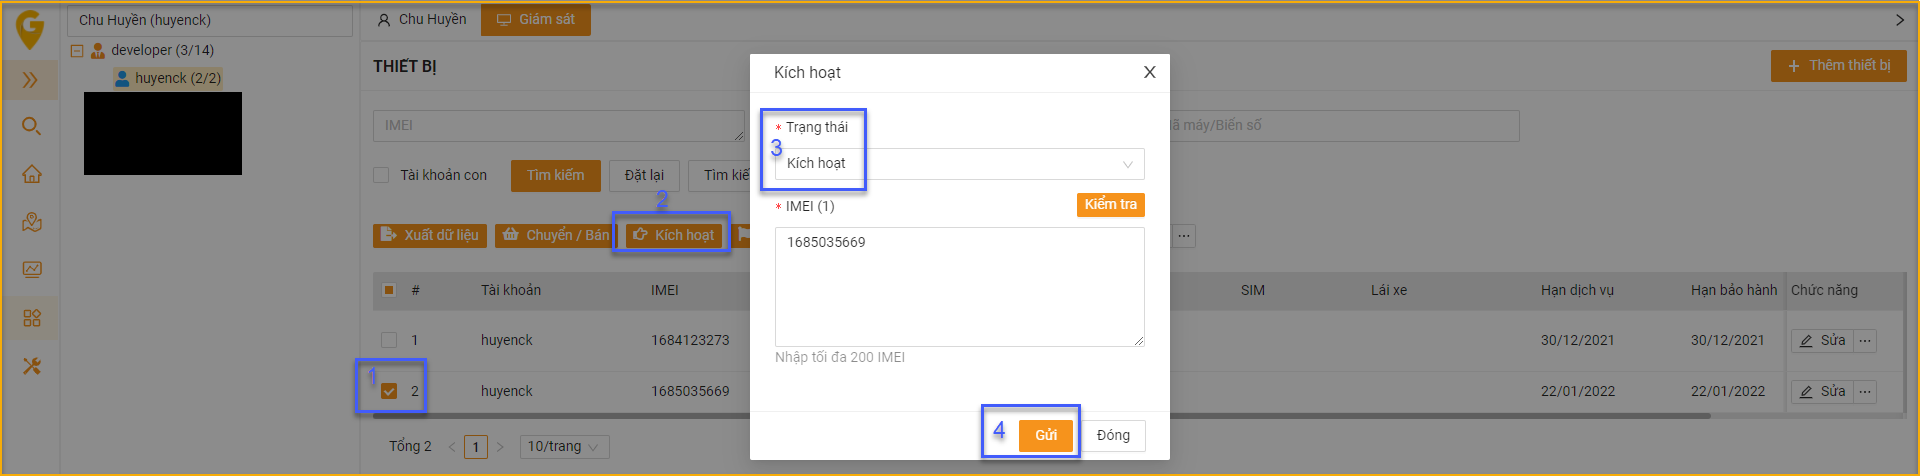 Chu Huyền (huyenck)
developer (3/14)
huyenck (2/2)
Chu Huyền
Giám sát
THIẾT BỊ
Thêm thiết bị
IMEI
ã máy/Biển số
Tài khoản con
Tìm kiếm
Đặt lại
Tìm kiế
2
Xuất dữ liệu
Chuyển / Bán
Kích hoạt
···
#
Tài khoản
IMEI
SIM
Lái xe
Hạn dịch vụ
Hạn bảo hành
Chức năng
1
huyenck
1684123273
30/12/2021
30/12/2021
Sửa
···
1
2
huyenck
1685035669
22/01/2022
22/01/2022
Sửa
···
Tổng 2
<
1
>
10/trang
Kích hoạt
X
* Trạng thái
3
Kích hoạt
* IMEI (1)
Kiểm tra
1685035669
Nhập tối đa 200 IMEI
4
Gửi
Đóng